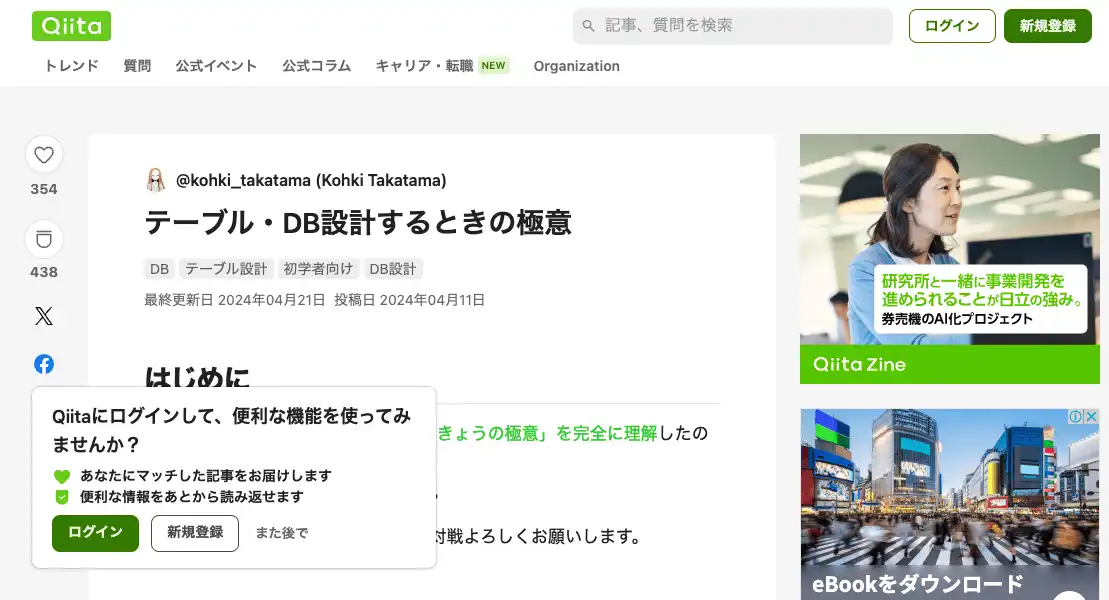 Qiita
記事、質問を検索
ログイン
新規登録
トレンド
質問
公式イベント
公式コラム
キャリア・転職 NEW
Organization
354
438
@kohki_takatama (Kohki Takatama)
テーブル・DB設計するときの極意
DB
テーブル設計
初学者向け
DB設計
最終更新日 2024年04月21日 投稿日 2024年04月11日
はじめに
きょうの極意」を完全に理解したの
対戦よろしくお願いします。
Qiitaにログインして、便利な機能を使ってみ
ませんか？
あなたにマッチした記事をお届けします
便利な情報をあとから読み返せます
ログイン
新規登録
また後で
研究所と一緒に事業開発を
進められることが日立の強み。
券売機のAI化プロジェクト
Qiita Zine
eBookをダウンロード